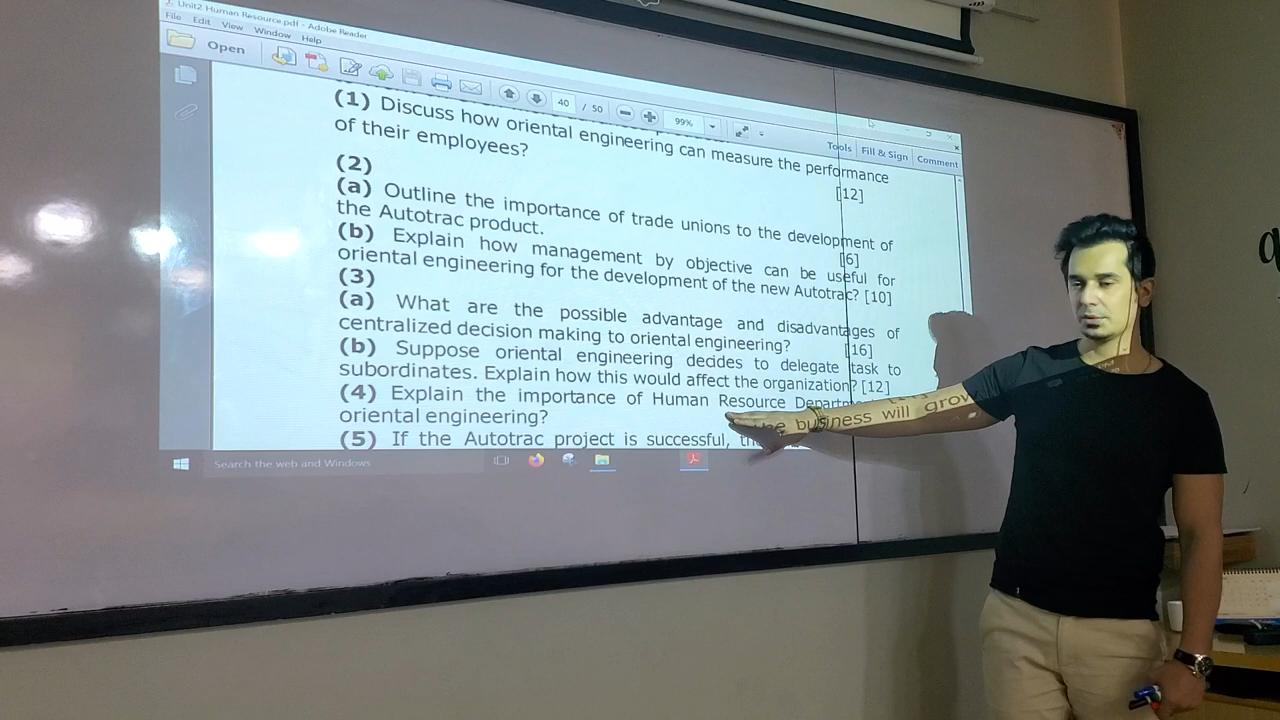 Unit2 Human Resource.pdf - Adobe Reader
File Edit View Window Help
Open
40 / 50
99%
Tools Fill & Sign Comment
(1) Discuss how oriental engineering can measure the performance
of their employees? [12]
(2)
(a) Outline the importance of trade unions to the development of
the Autotrac product. [6]
(b) Explain how management by objective can be useful for
oriental engineering for the development of the new Autotrac? [10]
(3)
(a) What are the possible advantage and disadvantages of
centralized decision making to oriental engineering? [16]
(b) Suppose oriental engineering decides to delegate task to
subordinates. Explain how this would affect the organization? [12]
(4) Explain the importance of Human Resource
oriental engineering?
(5) If the Autotrac project is successful,
business will grow
Search the web and Windows